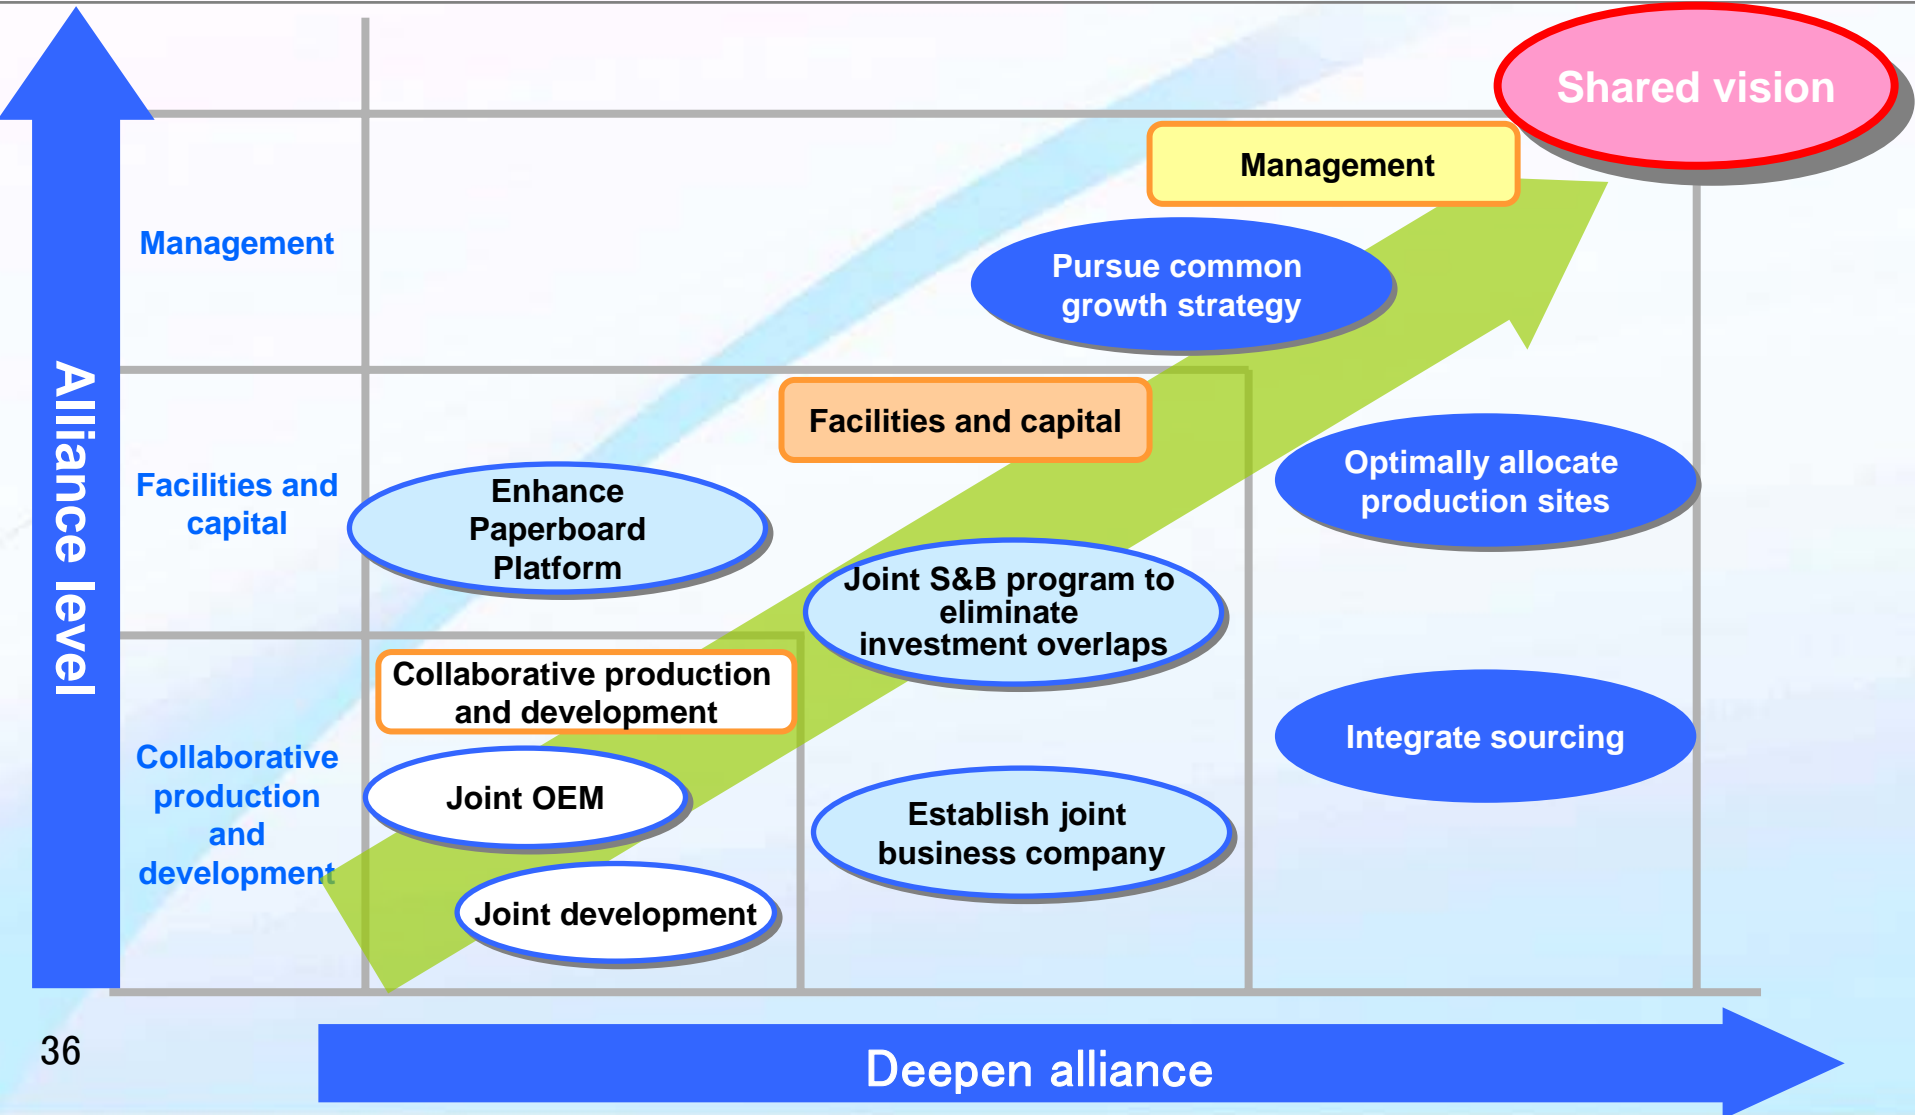 Shared vision
Management
Management
Pursue common
growth strategy
Alliance level
Facilities and capital
Facilities and
capital
Enhance
Paperboard
Platform
Optimally allocate
production sites
Joint S&B program to
eliminate
investment overlaps
Collaborative production
and development
Collaborative
production
and
development
Joint OEM
Integrate sourcing
Establish joint
business company
Joint development
36
Deepen alliance